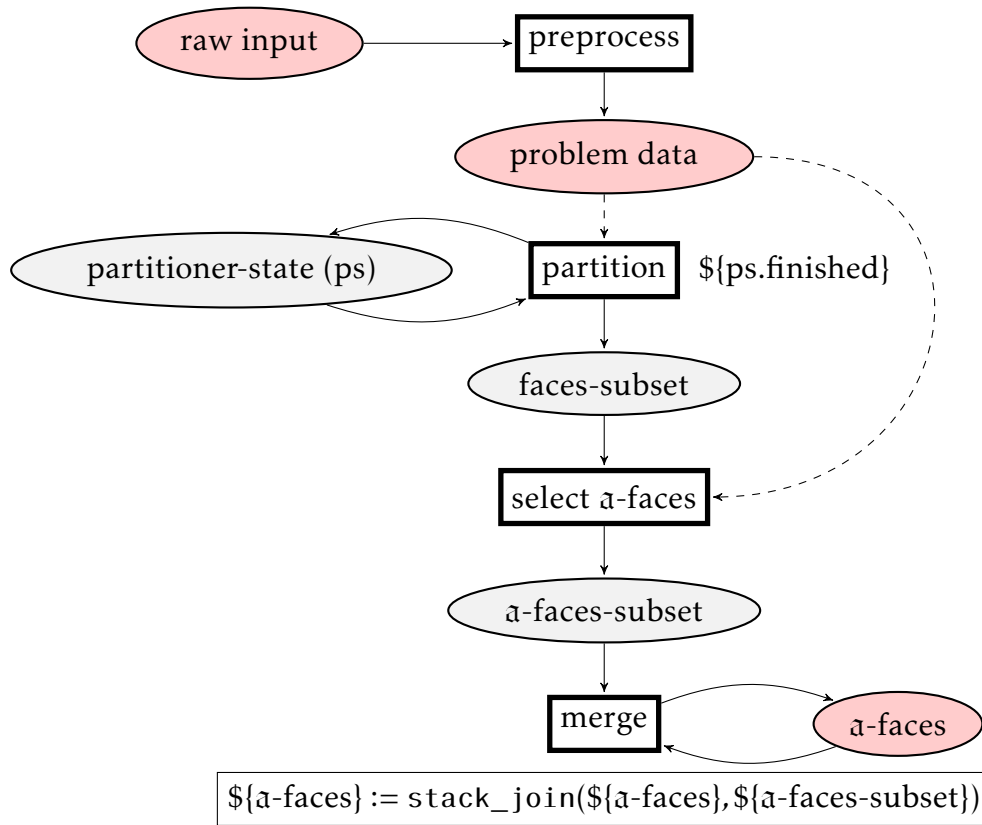 raw input
preprocess
problem data
partitioner-state (ps)
partition
${ps.finished}
faces-subset
select 𝔞-faces
𝔞-faces-subset
merge
𝔞-faces
${𝔞-faces} := stack_join(${𝔞-faces}, ${𝔞-faces-subset})